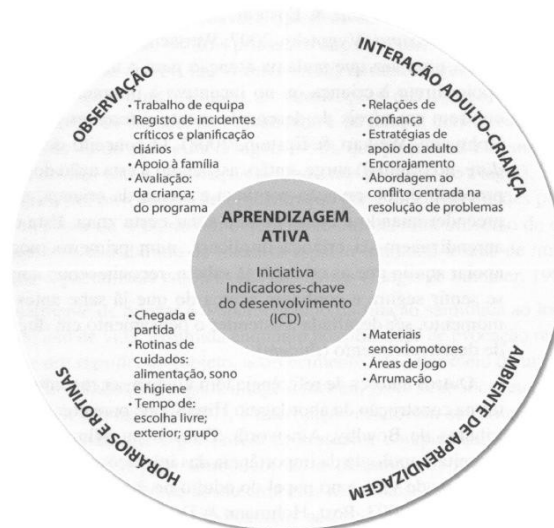 OBSERVAÇÃO
• Trabalho de equipa
• Registo de incidentes
críticos e planificação
diária
• Apoio à família
• Avaliação:
da criança;
do programa
INTERAÇÃO ADULTO-CRIANÇA
• Relações de
confiança
• Estratégias de
apoio do adulto
• Encorajamento
• Abordagem ao
conflito centrada na
resolução de problemas
APRENDIZAGEM
ATIVA
Iniciativa
Indicadores-chave
do desenvolvimento
(ICD)
• Chegada e
partida
• Rotinas de
cuidados:
alimentação, sono
e higiene
• Tempo de:
escolha livre;
exterior; grupo
HORÁRIOS E ROTINAS
• Materiais
sensoriomotores
• Áreas de jogo
• Arrumação
AMBIENTE DE APRENDIZAGEM